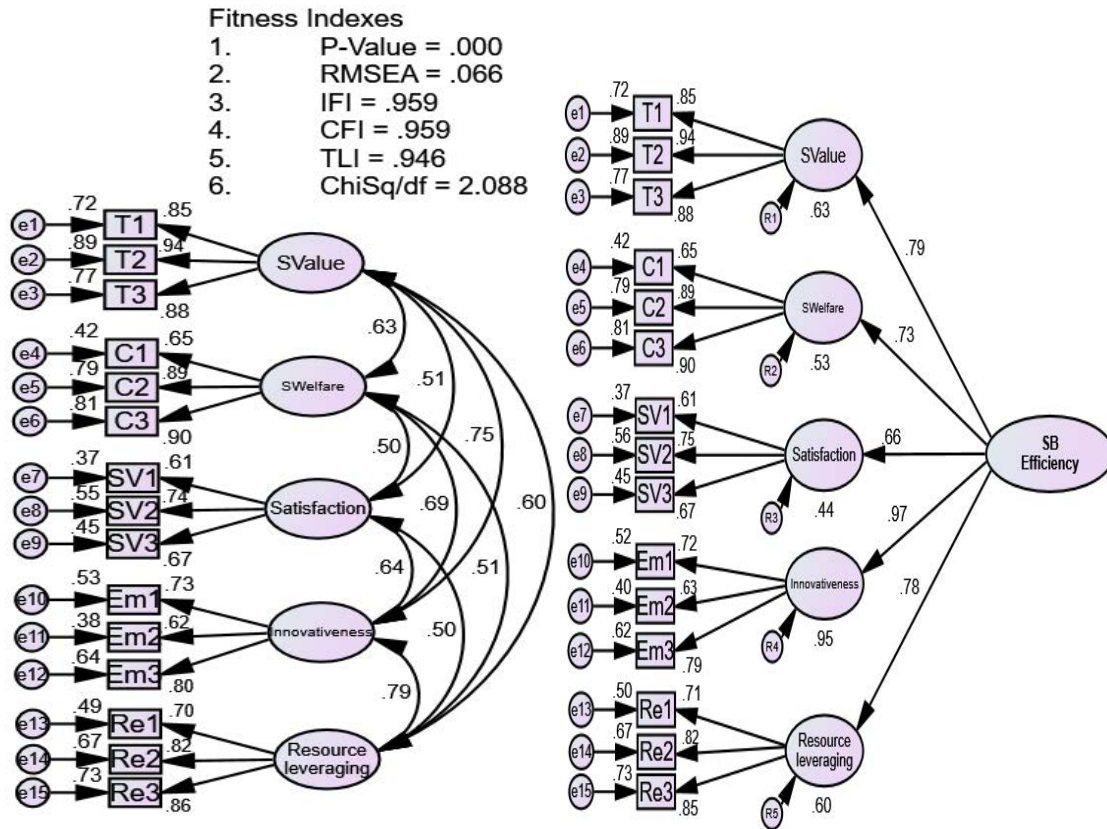 Fitness Indexes
1. P-Value = .000
2. RMSEA = .066
3. IFI = .959
4. CFI = .959
5. TLI = .946
6. ChiSq/df = 2.088
e1 .72 T1 .85
e2 .89 T2 .94
e3 .77 T3 .88
SValue
e4 .42 C1 .65
e5 .79 C2 .89
e6 .81 C3 .90
SWelfare
e7 .37 SV1 .61
e8 .55 SV2 .74
e9 .45 SV3 .67
Satisfaction
e10 .53 Em1 .73
e11 .38 Em2 .62
e12 .64 Em3 .80
Innovativeness
e13 .49 Re1 .70
e14 .67 Re2 .82
e15 .73 Re3 .86
Resource
leveraging
.63
.51
.50
.75
.69
.60
.64
.51
.50
.79
e1 .72 T1 .85
e2 .89 T2 .94
e3 .77 T3 .88
SValue
R1 .63
e4 .42 C1 .65
e5 .79 C2 .89
e6 .81 C3 .90
SWelfare
R2 .53
e7 .37 SV1 .61
e8 .56 SV2 .75
e9 .45 SV3 .67
Satisfaction
R3 .44
e10 .52 Em1 .72
e11 .40 Em2 .63
e12 .62 Em3 .79
Innovativeness
R4 .95
e13 .50 Re1 .71
e14 .67 Re2 .82
e15 .73 Re3 .85
Resource
leveraging
R5 .60
.79
.73
.66
.97
.78
SB
Efficiency